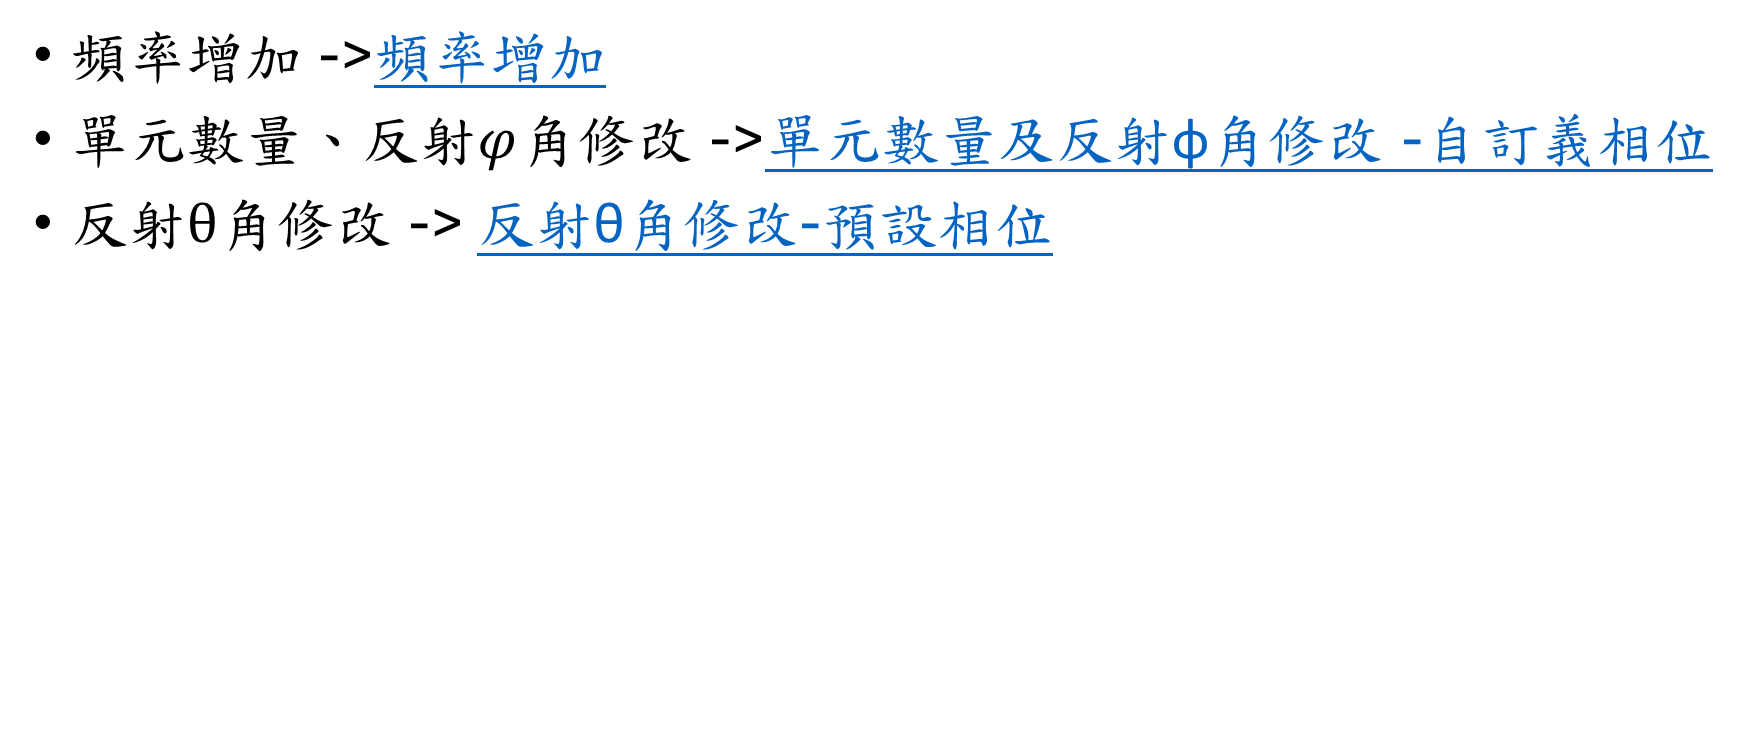 • 頻率增加 ->頻率增加
• 單元數量、反射𝜑角修改 ->單元數量及反射ϕ角修改 -自訂義相位
• 反射θ角修改 -> 反射θ角修改-預設相位